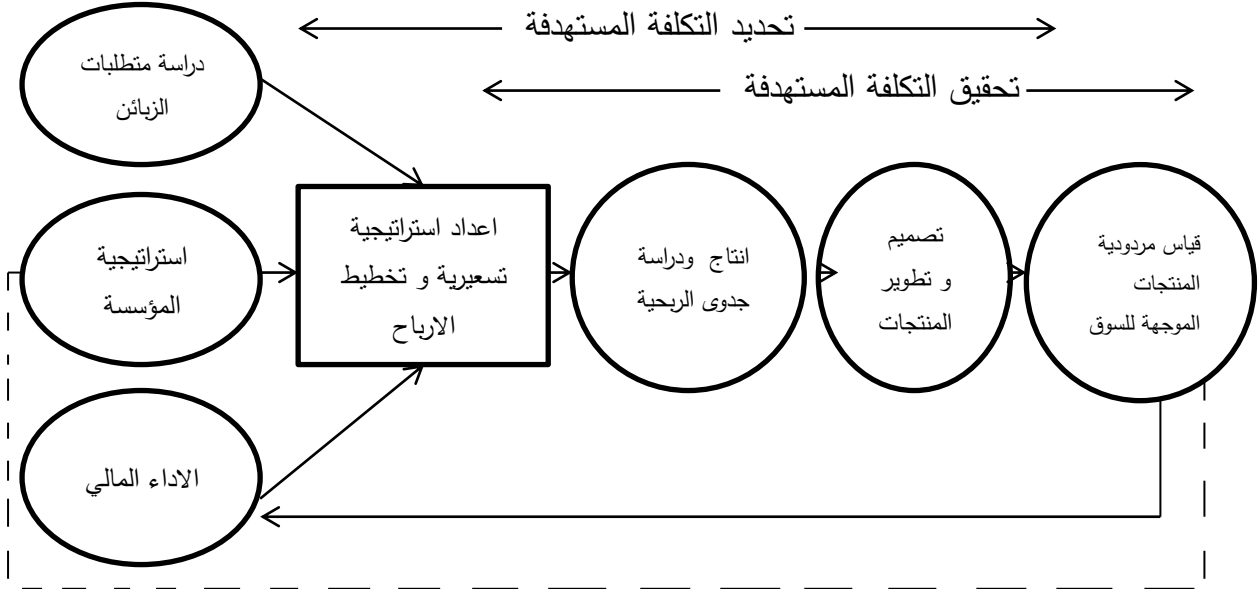 تحديد التكلفة المستهدفة
تحقيق التكلفة المستهدفة
دراسة متطلبات
الزبائن
استراتيجية
المؤسسة
الاداء المالي
اعداد استراتيجية
تسعيرية و تخطيط
الارباح
انتاج ودراسة
جدوى الربحية
تصميم
و تطوير
المنتجات
قياس مردودية
المنتجات
الموجهة للسوق